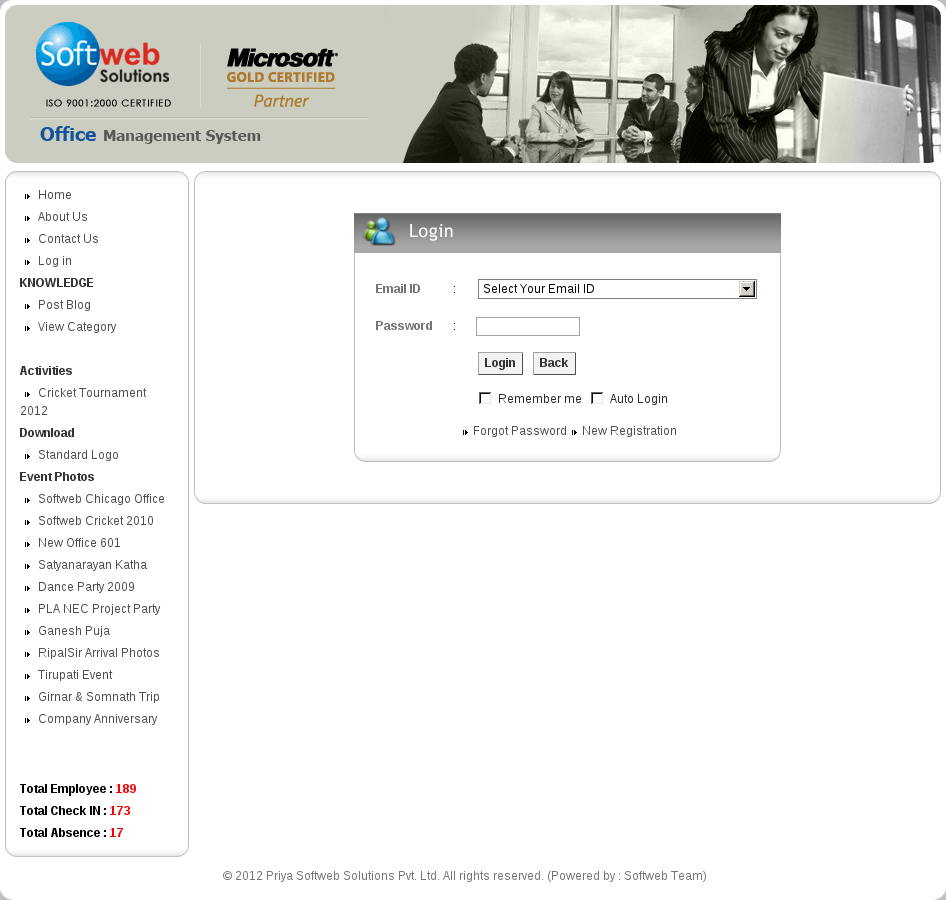 Softweb
Solutions
ISO 9001:2000 CERTIFIED
Microsoft
GOLD CERTIFIED
Partner
Office Management System
Home
About Us
Contact Us
Log in
KNOWLEDGE
Post Blog
View Category
Activities
Cricket Tournament
2012
Download
Standard Logo
Event Photos
Softweb Chicago Office
Softweb Cricket 2010
New Office 601
Satyanarayan Katha
Dance Party 2009
PLA NEC Project Party
Ganesh Puja
RipalSir Arrival Photos
Tirupati Event
Girnar & Somnath Trip
Company Anniversary
Total Employee : 189
Total Check IN : 173
Total Absence : 17
Login
Email ID : Select Your Email ID
Password :
Login Back
Remember me Auto Login
Forgot Password New Registration
© 2012 Priya Softweb Solutions Pvt. Ltd. All rights reserved. (Powered by : Softweb Team)